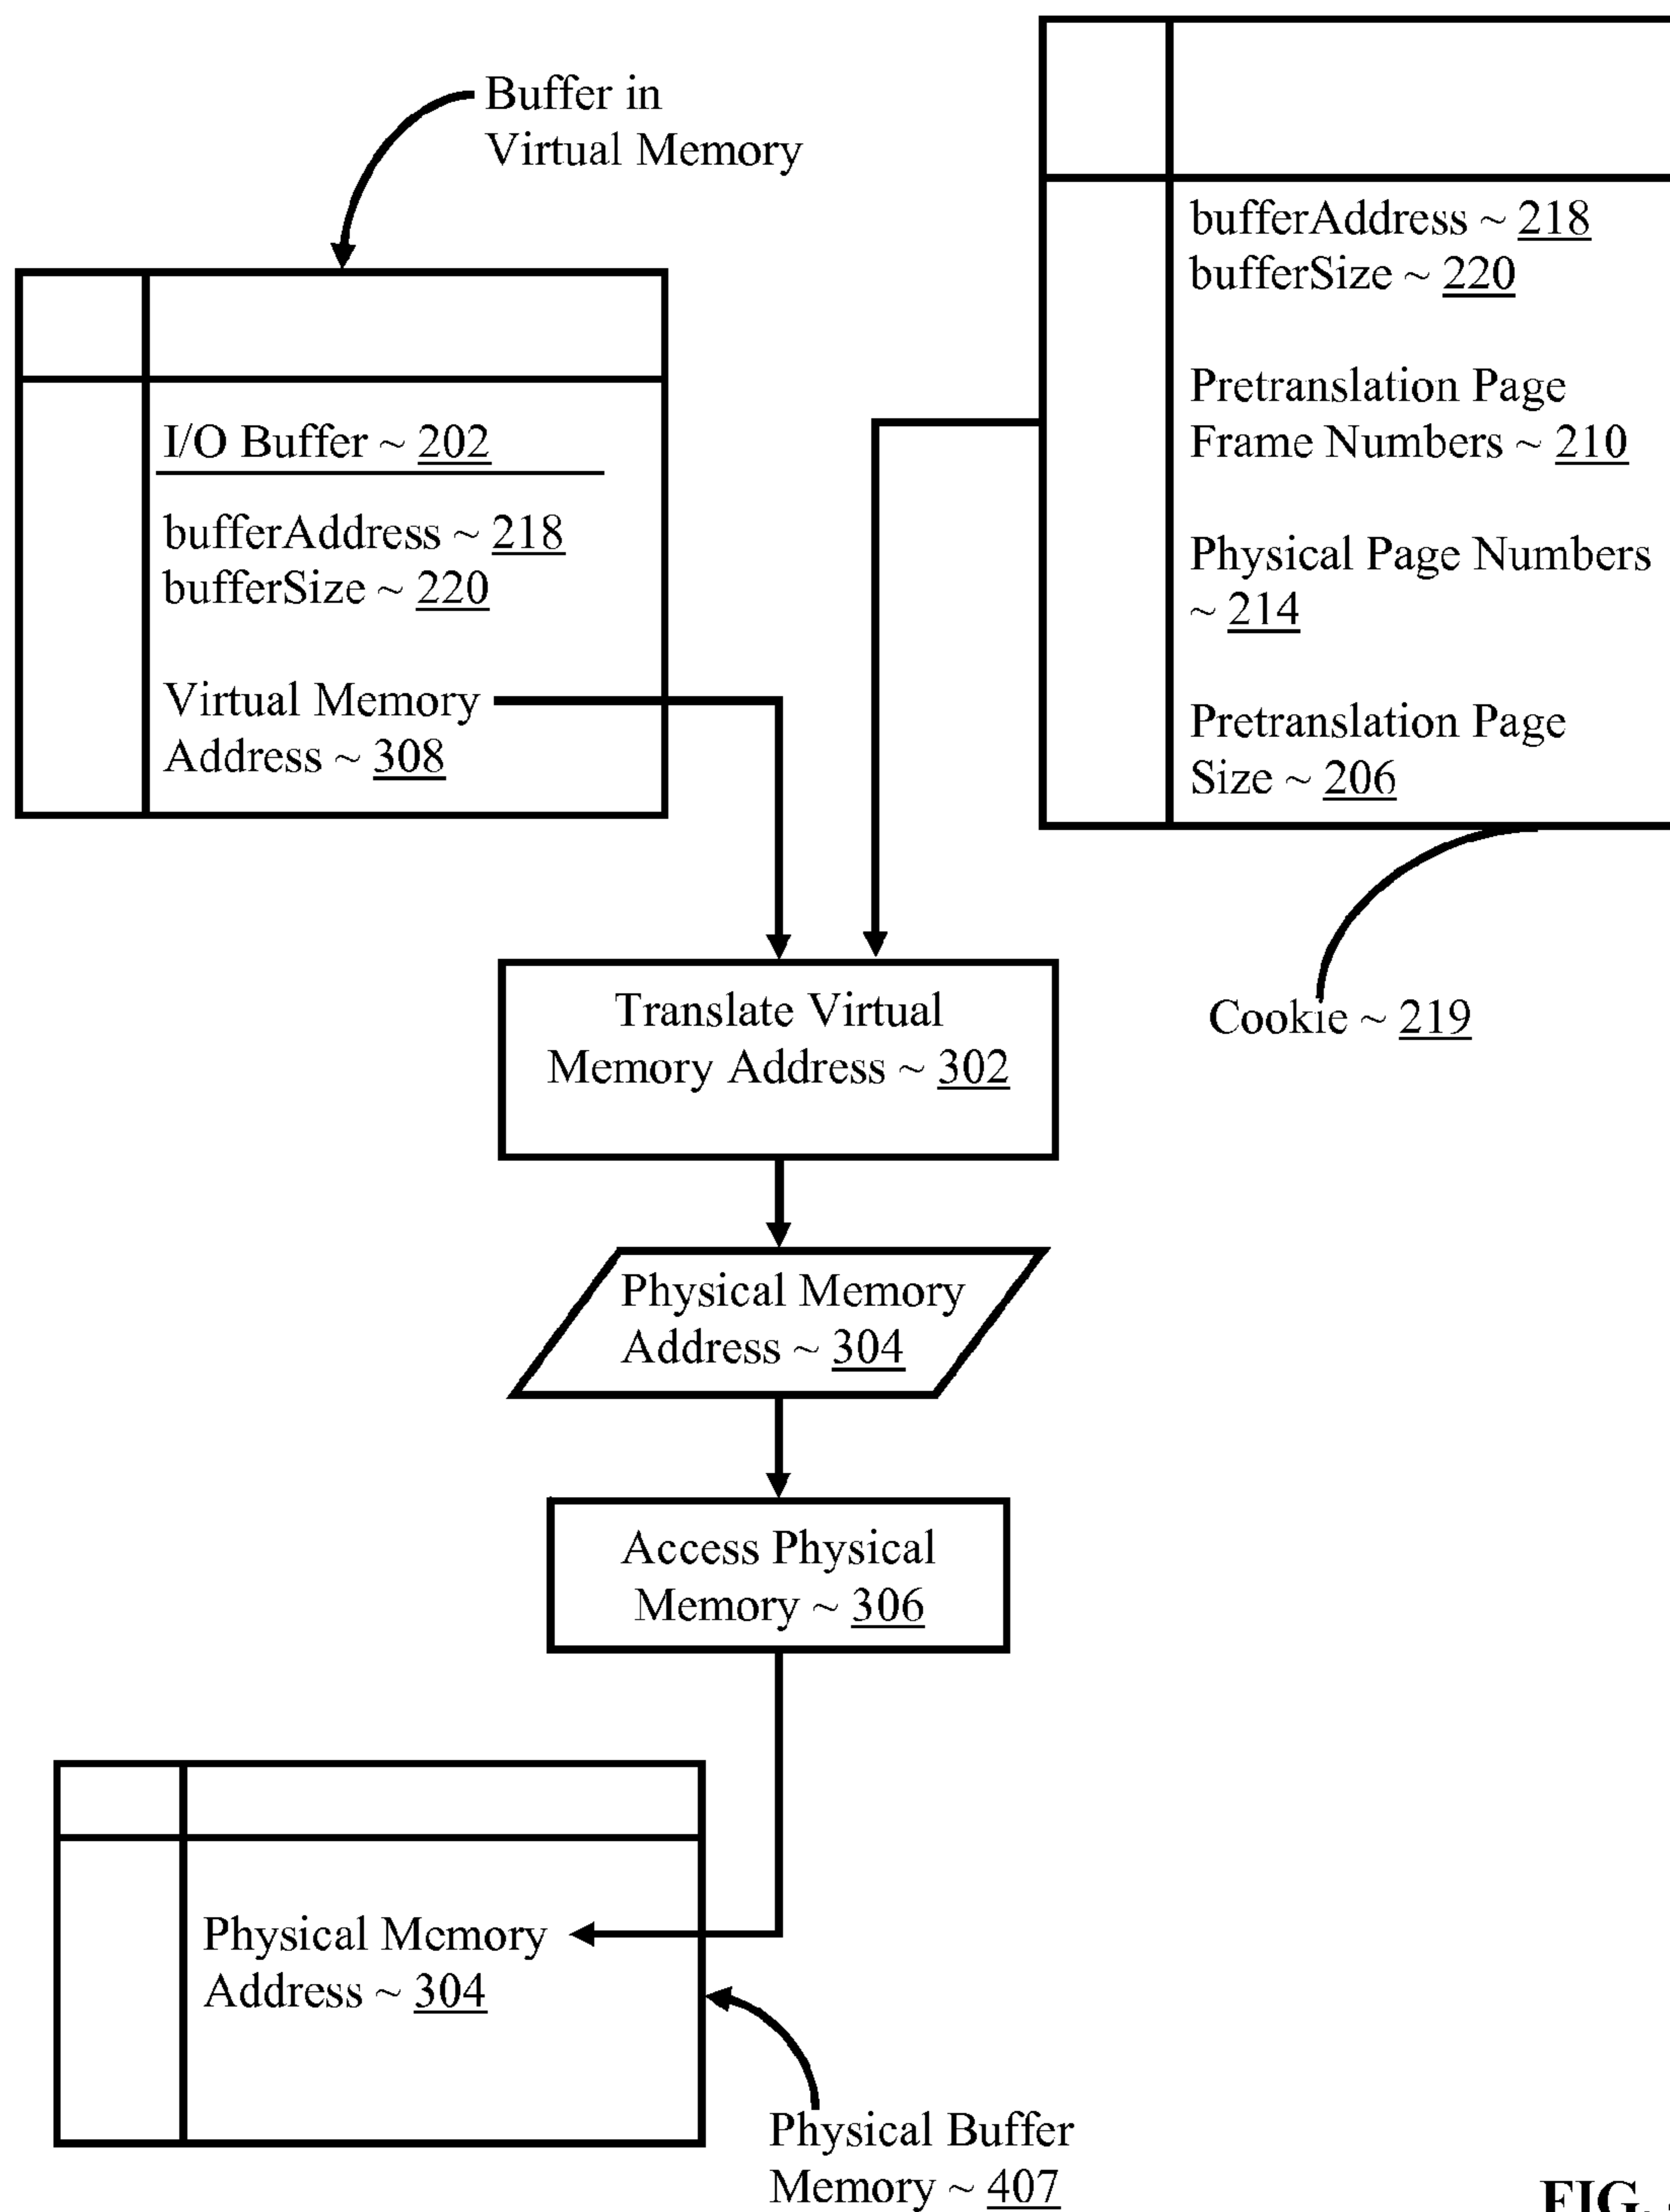 Buffer in
Virtual Memory
I/O Buffer ~ 202
bufferAddress ~ 218
bufferSize ~ 220
Virtual Memory
Address ~ 308
bufferAddress ~ 218
bufferSize ~ 220
Pretranslation Page
Frame Numbers ~ 210
Physical Page Numbers
~ 214
Pretranslation Page
Size ~ 206
Cookie ~ 219
Translate Virtual
Memory Address ~ 302
Physical Memory
Address ~ 304
Access Physical
Memory ~ 306
Physical Memory
Address ~ 304
Physical Buffer
Memory ~ 407
FIG.